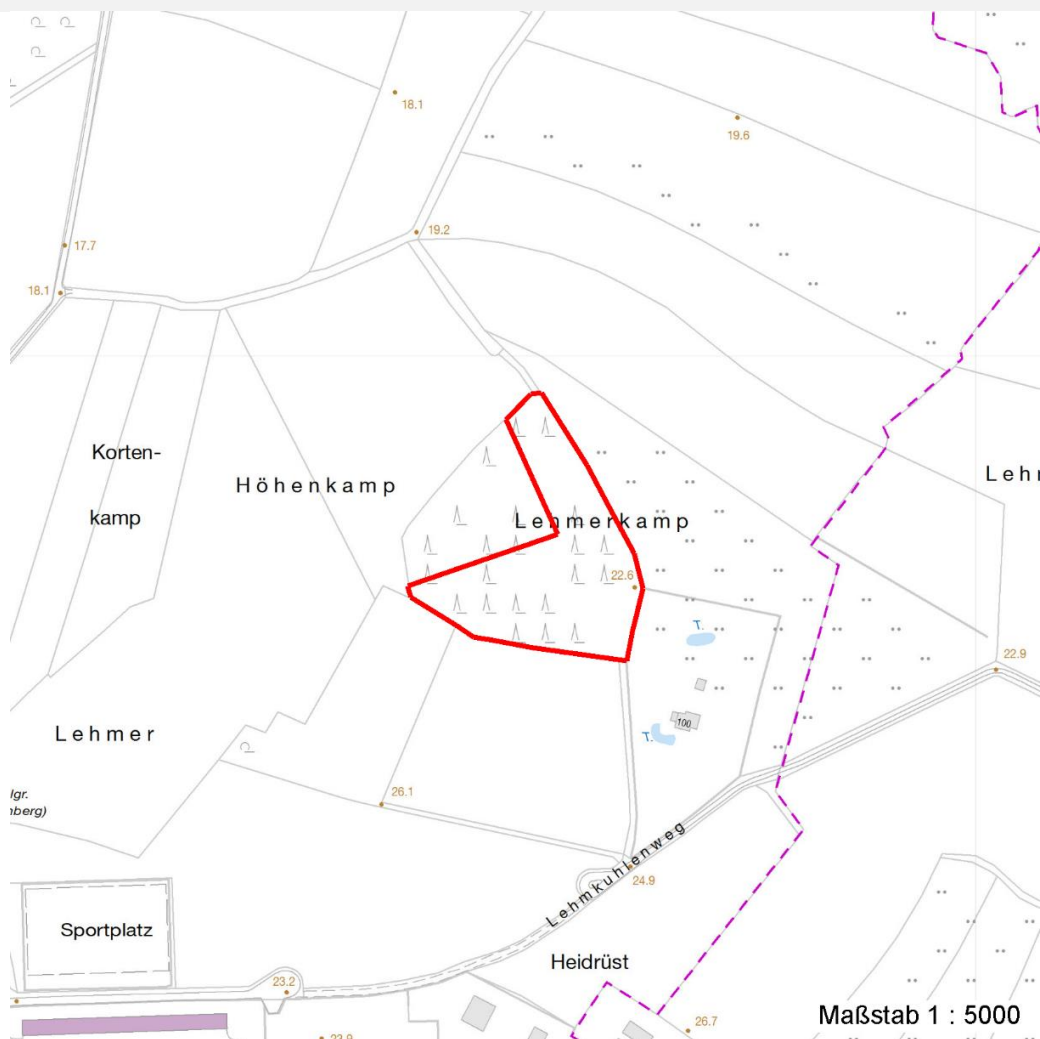 18.1
19.6
17.7
19.2
18.1
Korten-
kamp
Höhenkamp
Lehmerkamp
22.6
T.
22.9
100
T.
Lehmer
26.1
Lehmkuhlenweg
24.9
Sportplatz
Heidrüst
23.2
26.7
Maßstab 1 : 5000